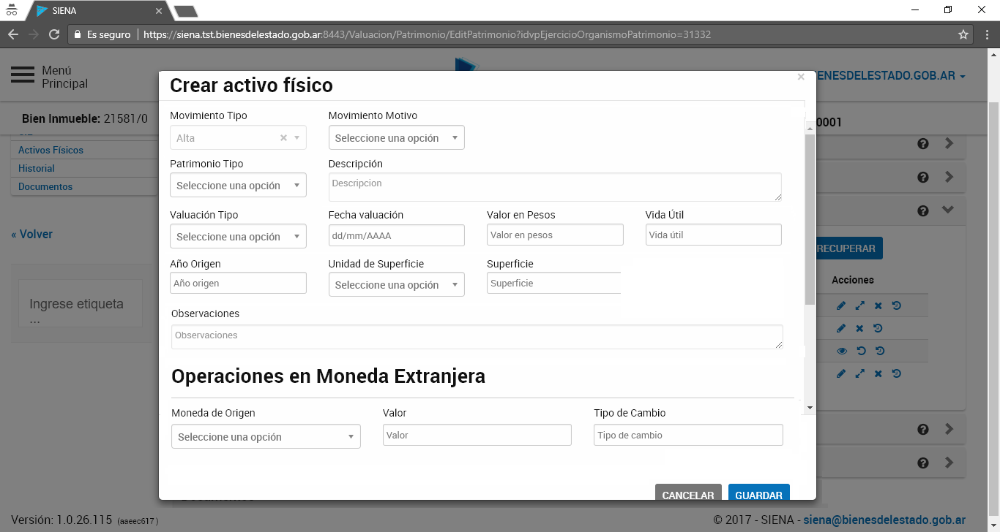 SIENA
Es seguro
https://siena.tst.bienesdelestado.gob.ar:8443/Valuacion/Patrimonio/EditPatrimonio?idvpEjercicioOrganismoPatrimonio=31332
Menú
Principal
ENESDELESTADO.GOB.AR
Bien Inmueble: 21581/0
0001
Activos Físicos
Historial
Documentos
« Volver
Ingrese etiqueta
...
RECUPERAR
Acciones
Crear activo físico
×
Movimiento Tipo
Movimiento Motivo
Alta
Seleccione una opción
Patrimonio Tipo
Descripción
Seleccione una opción
Descripcion
Valuación Tipo
Fecha valuación
Valor en Pesos
Vida Útil
Seleccione una opción
dd/mm/AAAA
Valor en pesos
Vida útil
Año Origen
Unidad de Superficie
Superficie
Año origen
Seleccione una opción
Superficie
Observaciones
Observaciones
Operaciones en Moneda Extranjera
Moneda de Origen
Valor
Tipo de Cambio
Seleccione una opción
Valor
Tipo de cambio
CANCELAR
GUARDAR
Versión: 1.0.26.115 (aaeec617)
© 2017 - SIENA - siena@bienesdelestado.gob.ar